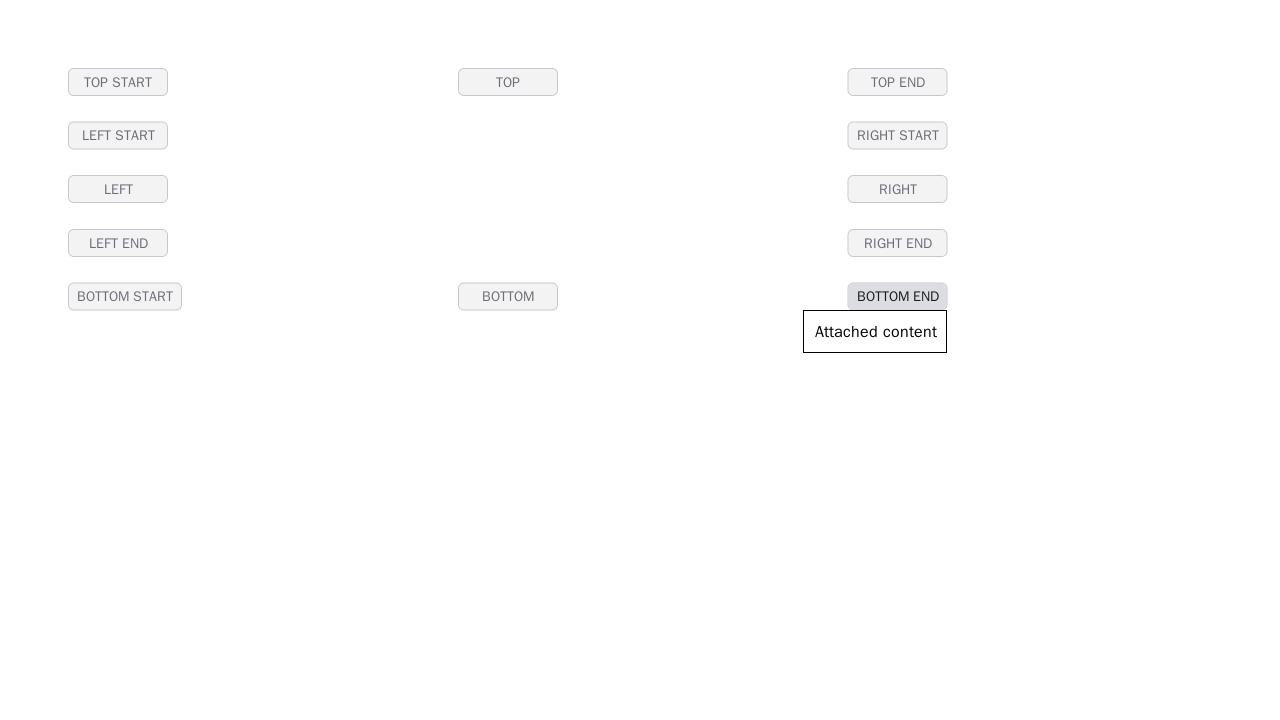 TOP START
TOP
TOP END
LEFT START
RIGHT START
LEFT
RIGHT
LEFT END
RIGHT END
BOTTOM START
BOTTOM
BOTTOM END
Attached content